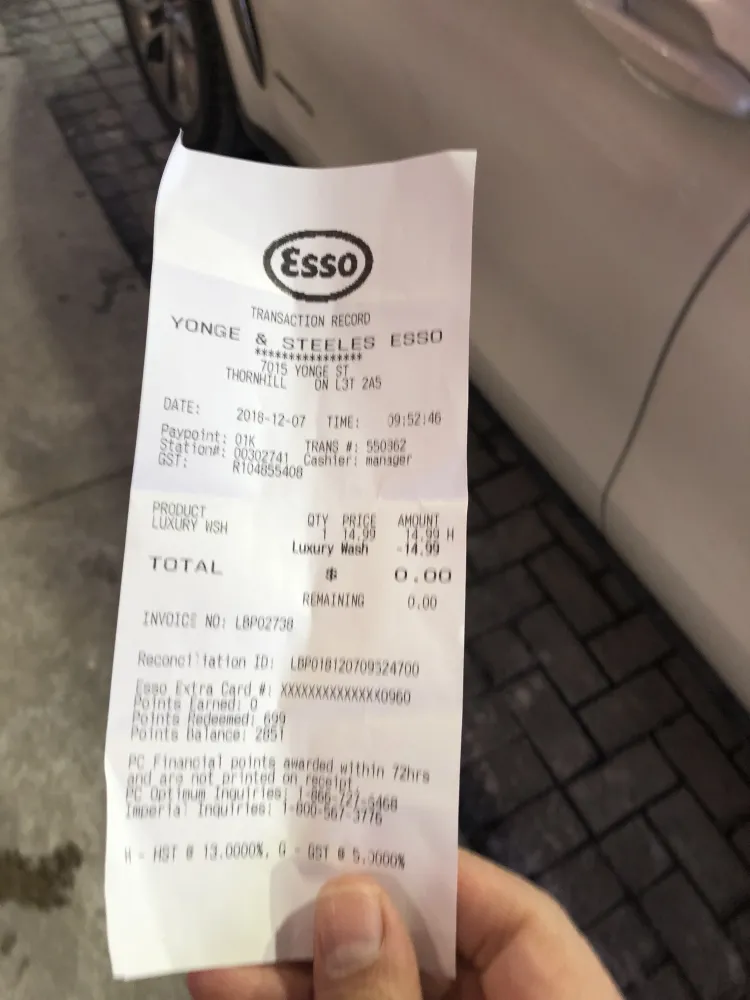 Esso
TRANSACTION RECORD
YONGE & STEELES ESSO
****************
7015 YONGE ST
THORNHILL ON L3T 2A5
DATE: 2018-12-07 TIME: 09:52:46
Paypoint: 01K TRANS #: 550362
Station#: 00302741 Cashier: manager
GST: R104855408
PRODUCT QTY PRICE AMOUNT
LUXURY WSH 1 14.99 14.99 H
Luxury Wash -14.99
TOTAL $ 0.00
REMAINING 0.00
INVOICE NO: LBP02738
Reconciliation ID: LBP018120709524700
Esso Extra Card #: XXXXXXXXXXXXXXX0960
Points Earned: 0
Points Redeemed: 699
Points Balance: 2851
PC Financial points awarded within 72hrs
and are not printed on receipt.
PC Optimum Inquiries: 1-866-727-6468
Imperial Inquiries: 1-800-567-3776
H - HST @ 13.0000%, G - GST @ 5.0000%